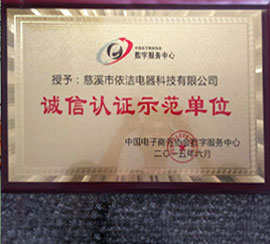 数字服务中心
授予：慈溪市依洁电器科技有限公司
诚信认证示范单位
中国电子商务协会数字服务中心
二〇一五年六月